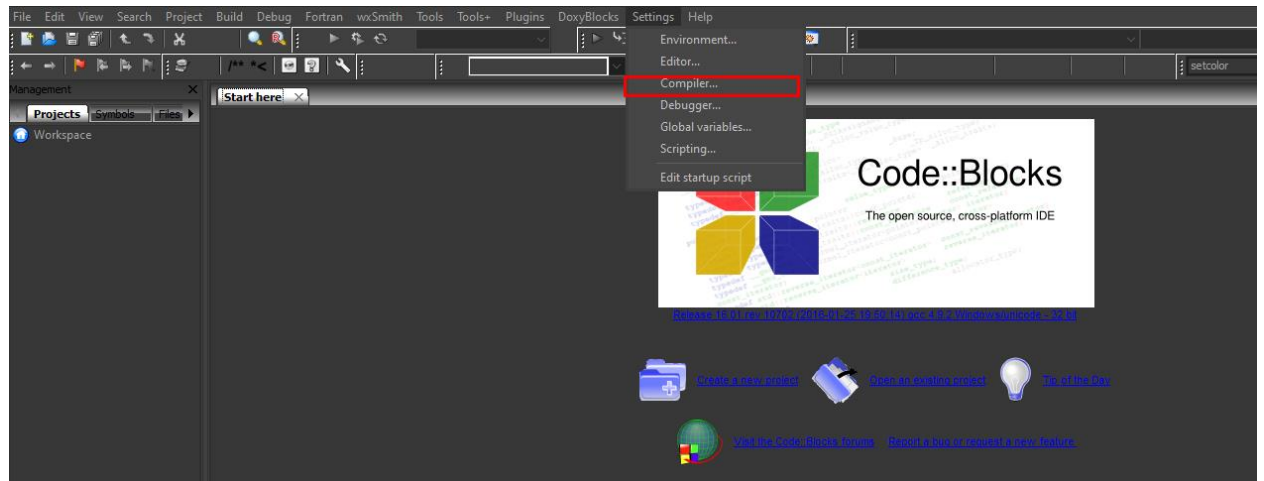 File Edit View Search Project Build Debug Fortran wxSmith Tools Tools+ Plugins DoxyBlocks Settings Help
Environment...
Editor...
Compiler...
Debugger...
Global variables...
Scripting...
Edit startup script
/** *<
setcolor
Management
Projects Symbols Files
Workspace
Start here
Code::Blocks
The open source, cross-platform IDE
Release 16.01 rev 10702 (2016-01-25 19:50:14) gcc 4.9.2 Windows/unicode - 32 bit
Create a new project Open an existing project Tip of the Day
Visit the Code::Blocks forums Report a bug or request a new feature